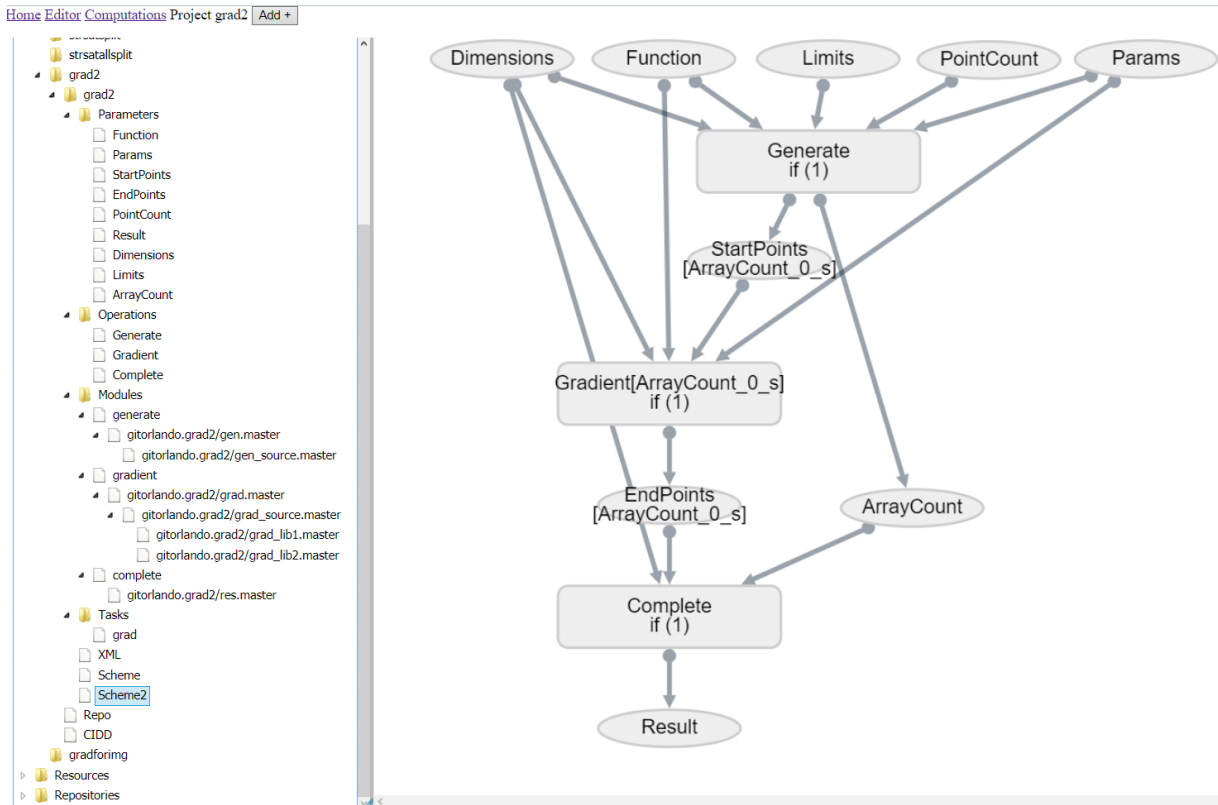 Home Editor Computations Project grad2 Add +
strsatallsplit
grad2
grad2
Parameters
Function
Params
StartPoints
EndPoints
PointCount
Result
Dimensions
Limits
ArrayCount
Operations
Generate
Gradient
Complete
Modules
generate
gitorlando.grad2/gen.master
gitorlando.grad2/gen_source.master
gradient
gitorlando.grad2/grad.master
gitorlando.grad2/grad_source.master
gitorlando.grad2/grad_lib1.master
gitorlando.grad2/grad_lib2.master
complete
gitorlando.grad2/res.master
Tasks
grad
XML
Scheme
Scheme2
Repo
CIDD
gradforimg
Resources
Repositories
Dimensions
Function
Limits
PointCount
Params
Generate
if (1)
StartPoints
[ArrayCount_0_s]
Gradient[ArrayCount_0_s]
if (1)
EndPoints
[ArrayCount_0_s]
ArrayCount
Complete
if (1)
Result